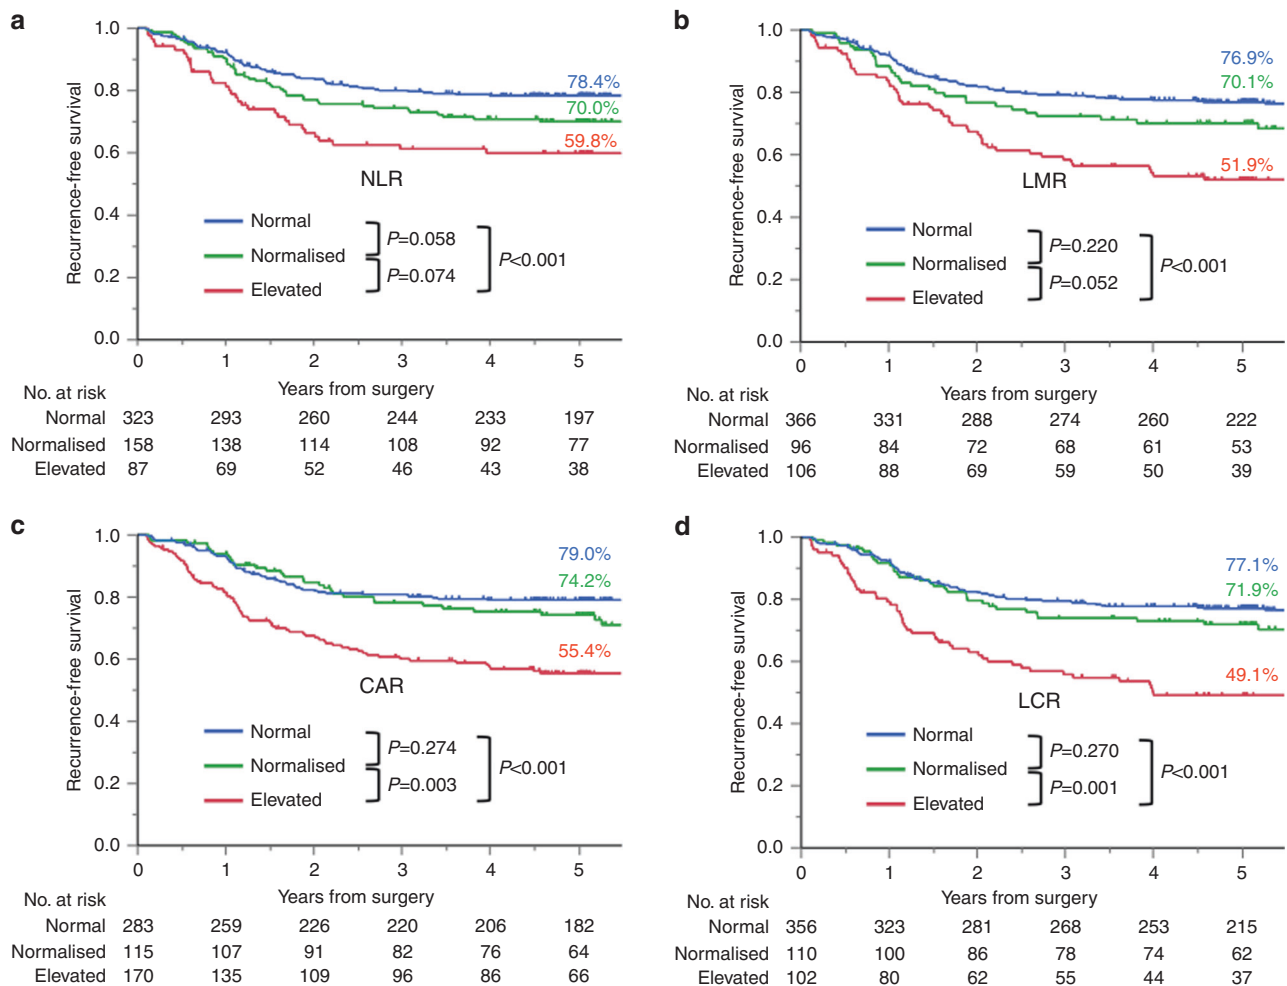 a
Recurrence-free survival
1.0
0.8
0.6
0.4
0.2
0.0
78.4%
70.0%
59.8%
NLR
Normal
Normalised
Elevated
P=0.058
P=0.074
P<0.001
0 1 2 3 4 5
Years from surgery
No. at risk
Normal 323 293 260 244 233 197
Normalised 158 138 114 108 92 77
Elevated 87 69 52 46 43 38
b
Recurrence-free survival
1.0
0.8
0.6
0.4
0.2
0.0
76.9%
70.1%
51.9%
LMR
Normal
Normalised
Elevated
P=0.220
P=0.052
P<0.001
0 1 2 3 4 5
Years from surgery
No. at risk
Normal 366 331 288 274 260 222
Normalised 96 84 72 68 61 53
Elevated 106 88 69 59 50 39
c
Recurrence-free survival
1.0
0.8
0.6
0.4
0.2
0.0
79.0%
74.2%
55.4%
CAR
Normal
Normalised
Elevated
P=0.274
P=0.003
P<0.001
0 1 2 3 4 5
Years from surgery
No. at risk
Normal 283 259 226 220 206 182
Normalised 115 107 91 82 76 64
Elevated 170 135 109 96 86 66
d
Recurrence-free survival
1.0
0.8
0.6
0.4
0.2
0.0
77.1%
71.9%
49.1%
LCR
Normal
Normalised
Elevated
P=0.270
P=0.001
P<0.001
0 1 2 3 4 5
Years from surgery
No. at risk
Normal 356 323 281 268 253 215
Normalised 110 100 86 78 74 62
Elevated 102 80 62 55 44 37